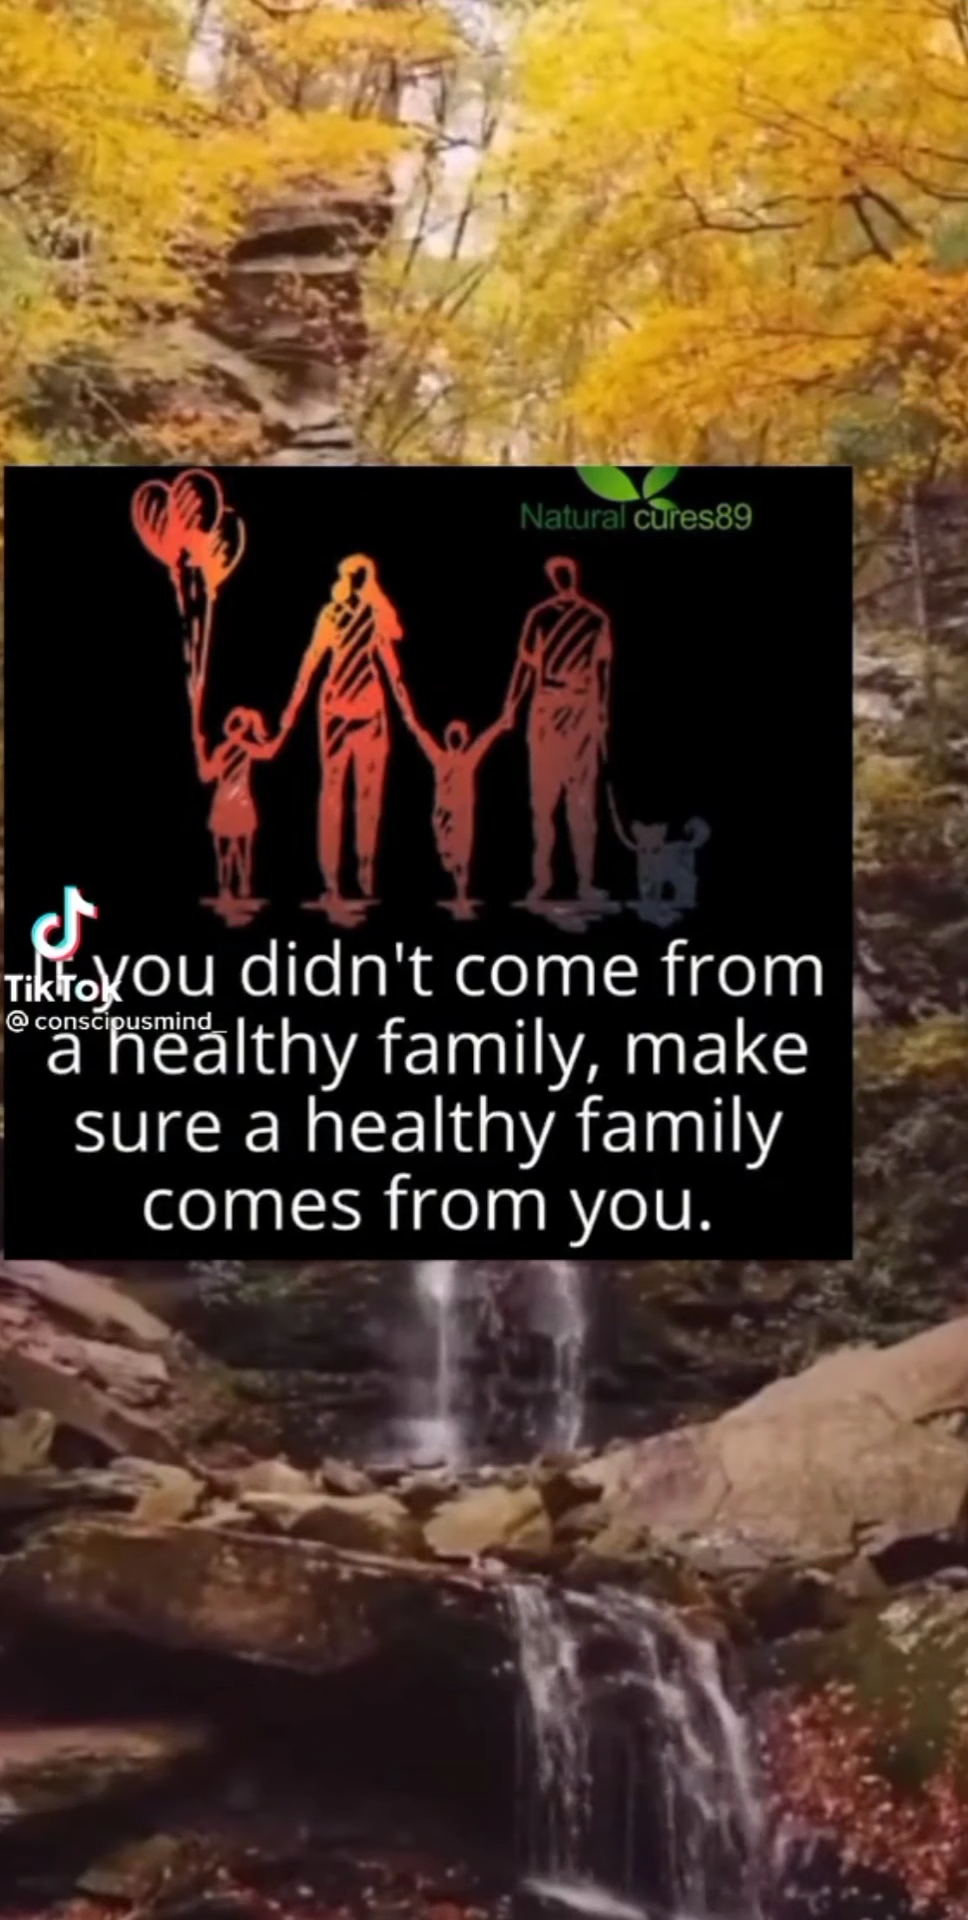 Natural cures89
If you didn't come from
TikTok
@consciousmind_
a healthy family, make
sure a healthy family
comes from you.